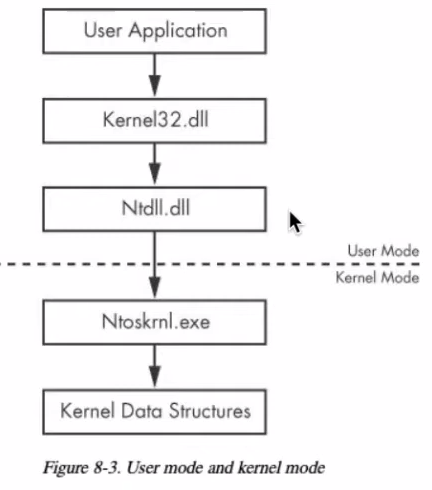 User Application
Kernel32.dll
Ntdll.dll
User Mode
Kernel Mode
Ntoskrnl.exe
Kernel Data Structures
Figure 8-3. User mode and kernel mode